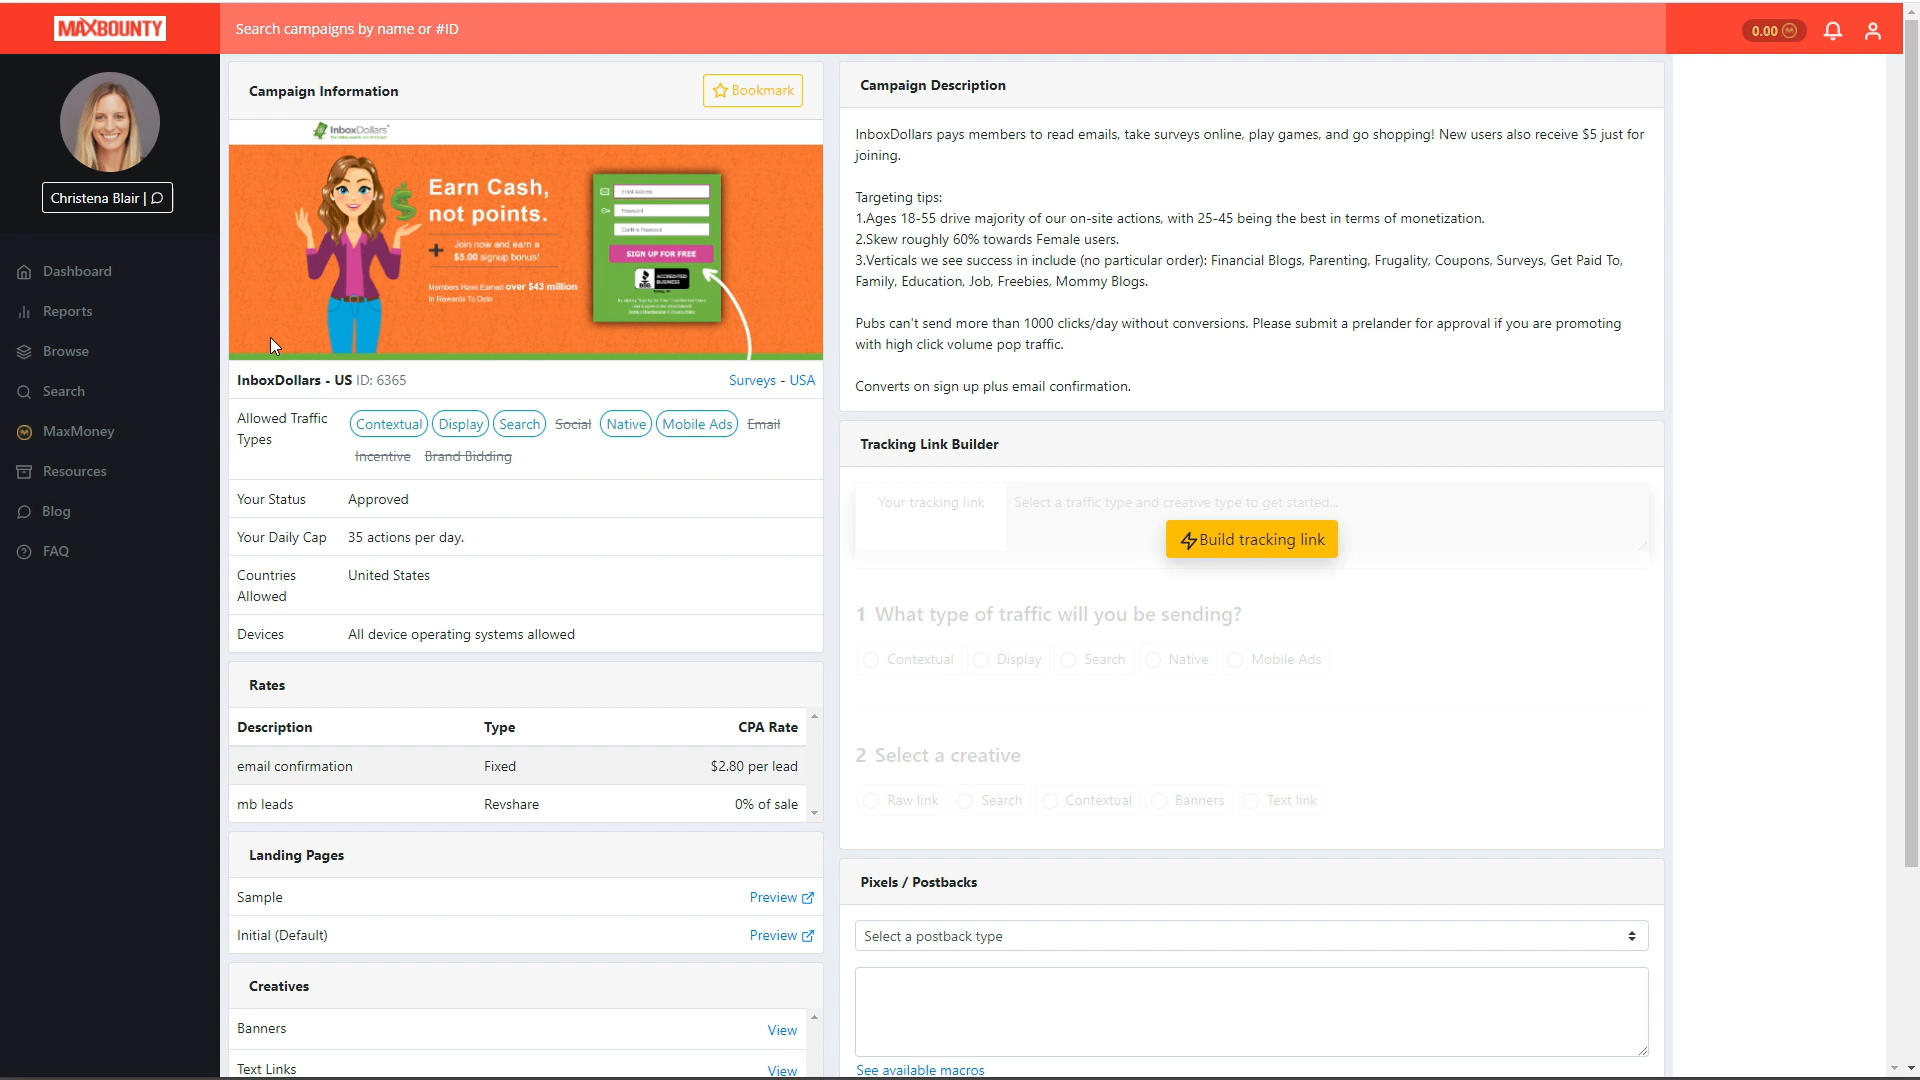 MAXBOUNTY
Search campaigns by name or #ID
0.00
Christena Blair |
Dashboard
Reports
Browse
Search
MaxMoney
Resources
Blog
FAQ
Campaign Information
Bookmark
InboxDollars
Earn Cash,
not points.
+ Join now and earn a
$5.00 signup bonus!
Members Have Earned over $43 million
In Rewards To Date
Email Address
Password
Confirm Password
SIGN UP FOR FREE
BBB ACCREDITED
BUSINESS
InboxDollars - US ID: 6365
Surveys - USA
Allowed Traffic
Types
Contextual Display Search Social Native Mobile Ads Email
Incentive Brand Bidding
Your Status Approved
Your Daily Cap 35 actions per day.
Countries
Allowed
United States
Devices All device operating systems allowed
Rates
Description Type CPA Rate
email confirmation Fixed $2.80 per lead
mb leads Revshare 0% of sale
Landing Pages
Sample Preview
Initial (Default) Preview
Creatives
Banners View
Text Links View
Campaign Description
InboxDollars pays members to read emails, take surveys online, play games, and go shopping! New users also receive $5 just for
joining.
Targeting tips:
1.Ages 18-55 drive majority of our on-site actions, with 25-45 being the best in terms of monetization.
2.Skew roughly 60% towards Female users.
3.Verticals we see success in include (no particular order): Financial Blogs, Parenting, Frugality, Coupons, Surveys, Get Paid To,
Family, Education, Job, Freebies, Mommy Blogs.
Pubs can't send more than 1000 clicks/day without conversions. Please submit a prelander for approval if you are promoting
with high click volume pop traffic.
Converts on sign up plus email confirmation.
Tracking Link Builder
Your tracking link Select a traffic type and creative type to get started...
Build tracking link
1 What type of traffic will you be sending?
Contextual Display Search Native Mobile Ads
2 Select a creative
Raw link Search Contextual Banners Text link
Pixels / Postbacks
Select a postback type
See available macros